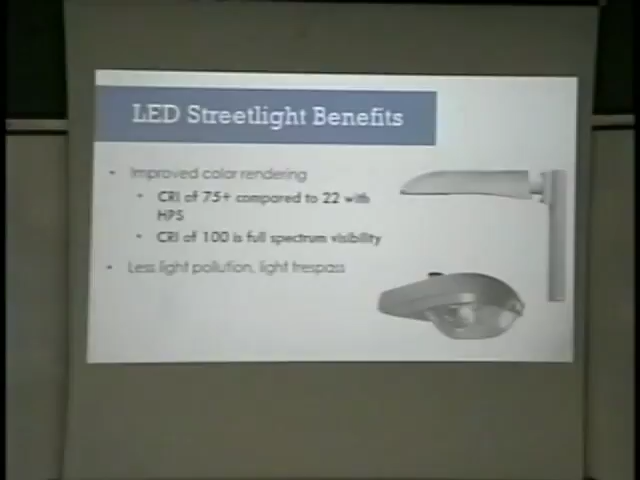 LED Streetlight Benefits
• Improved color rendering
• CRI of 75+ compared to 22 with
HPS
• CRI of 100 is full spectrum visibility
• Less light pollution, light trespass